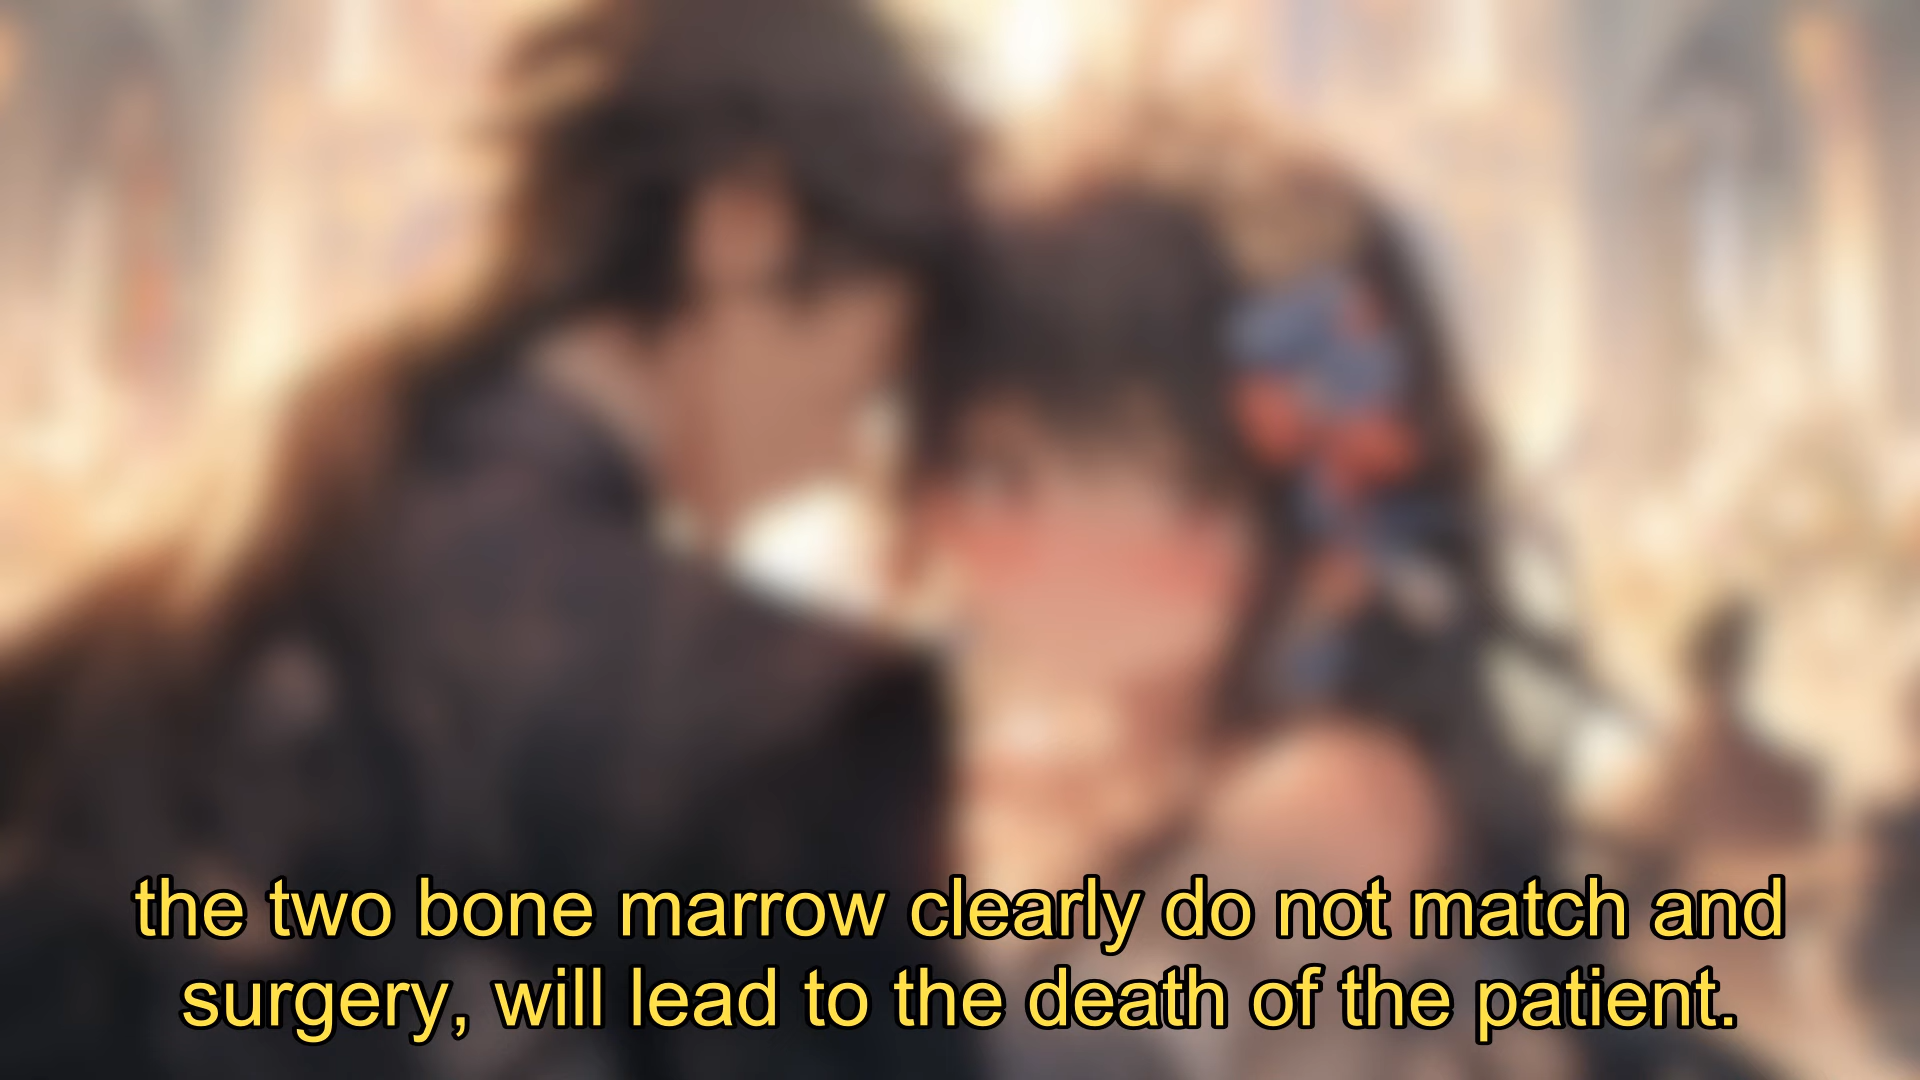 the two bone marrow clearly do not match and
surgery, will lead to the death of the patient.